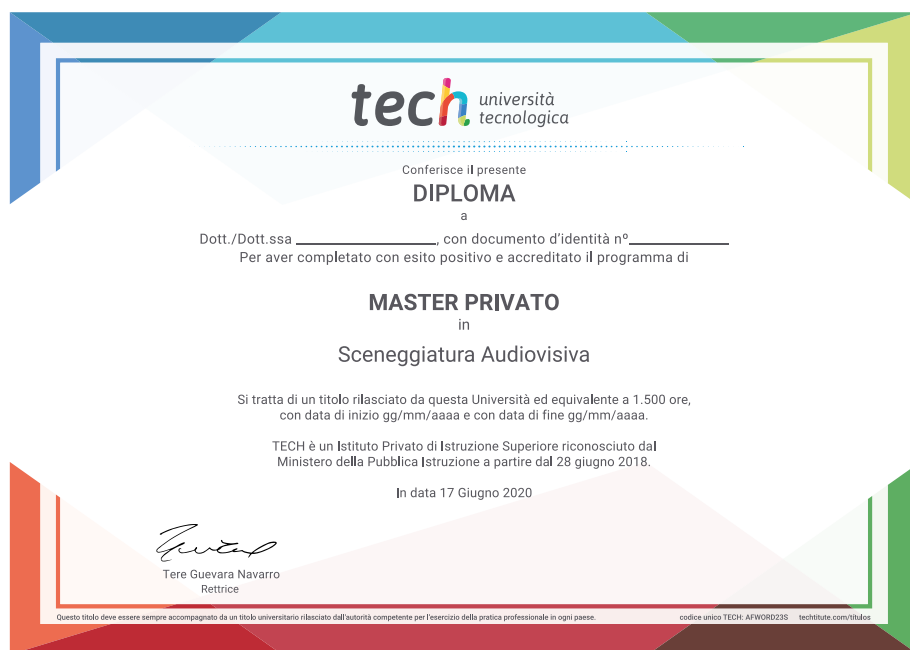 tech università
tecnologica
Conferisce il presente
DIPLOMA
a
Dott./Dott.ssa ____________________, con documento d'identità nº______________
Per aver completato con esito positivo e accreditato il programma di
MASTER PRIVATO
in
Sceneggiatura Audiovisiva
Si tratta di un titolo rilasciato da questa Università ed equivalente a 1.500 ore,
con data di inizio gg/mm/aaaa e con data di fine gg/mm/aaaa.
TECH è un Istituto Privato di Istruzione Superiore riconosciuto dal
Ministero della Pubblica Istruzione a partire dal 28 giugno 2018.
In data 17 Giugno 2020
Tere Guevara Navarro
Rettrice
Questo titolo deve essere sempre accompagnato da un titolo universitario rilasciato dall'autorità competente per l'esercizio della pratica professionale in ogni paese. codice unico TECH: AFWORD23S techtitute.com/titulos